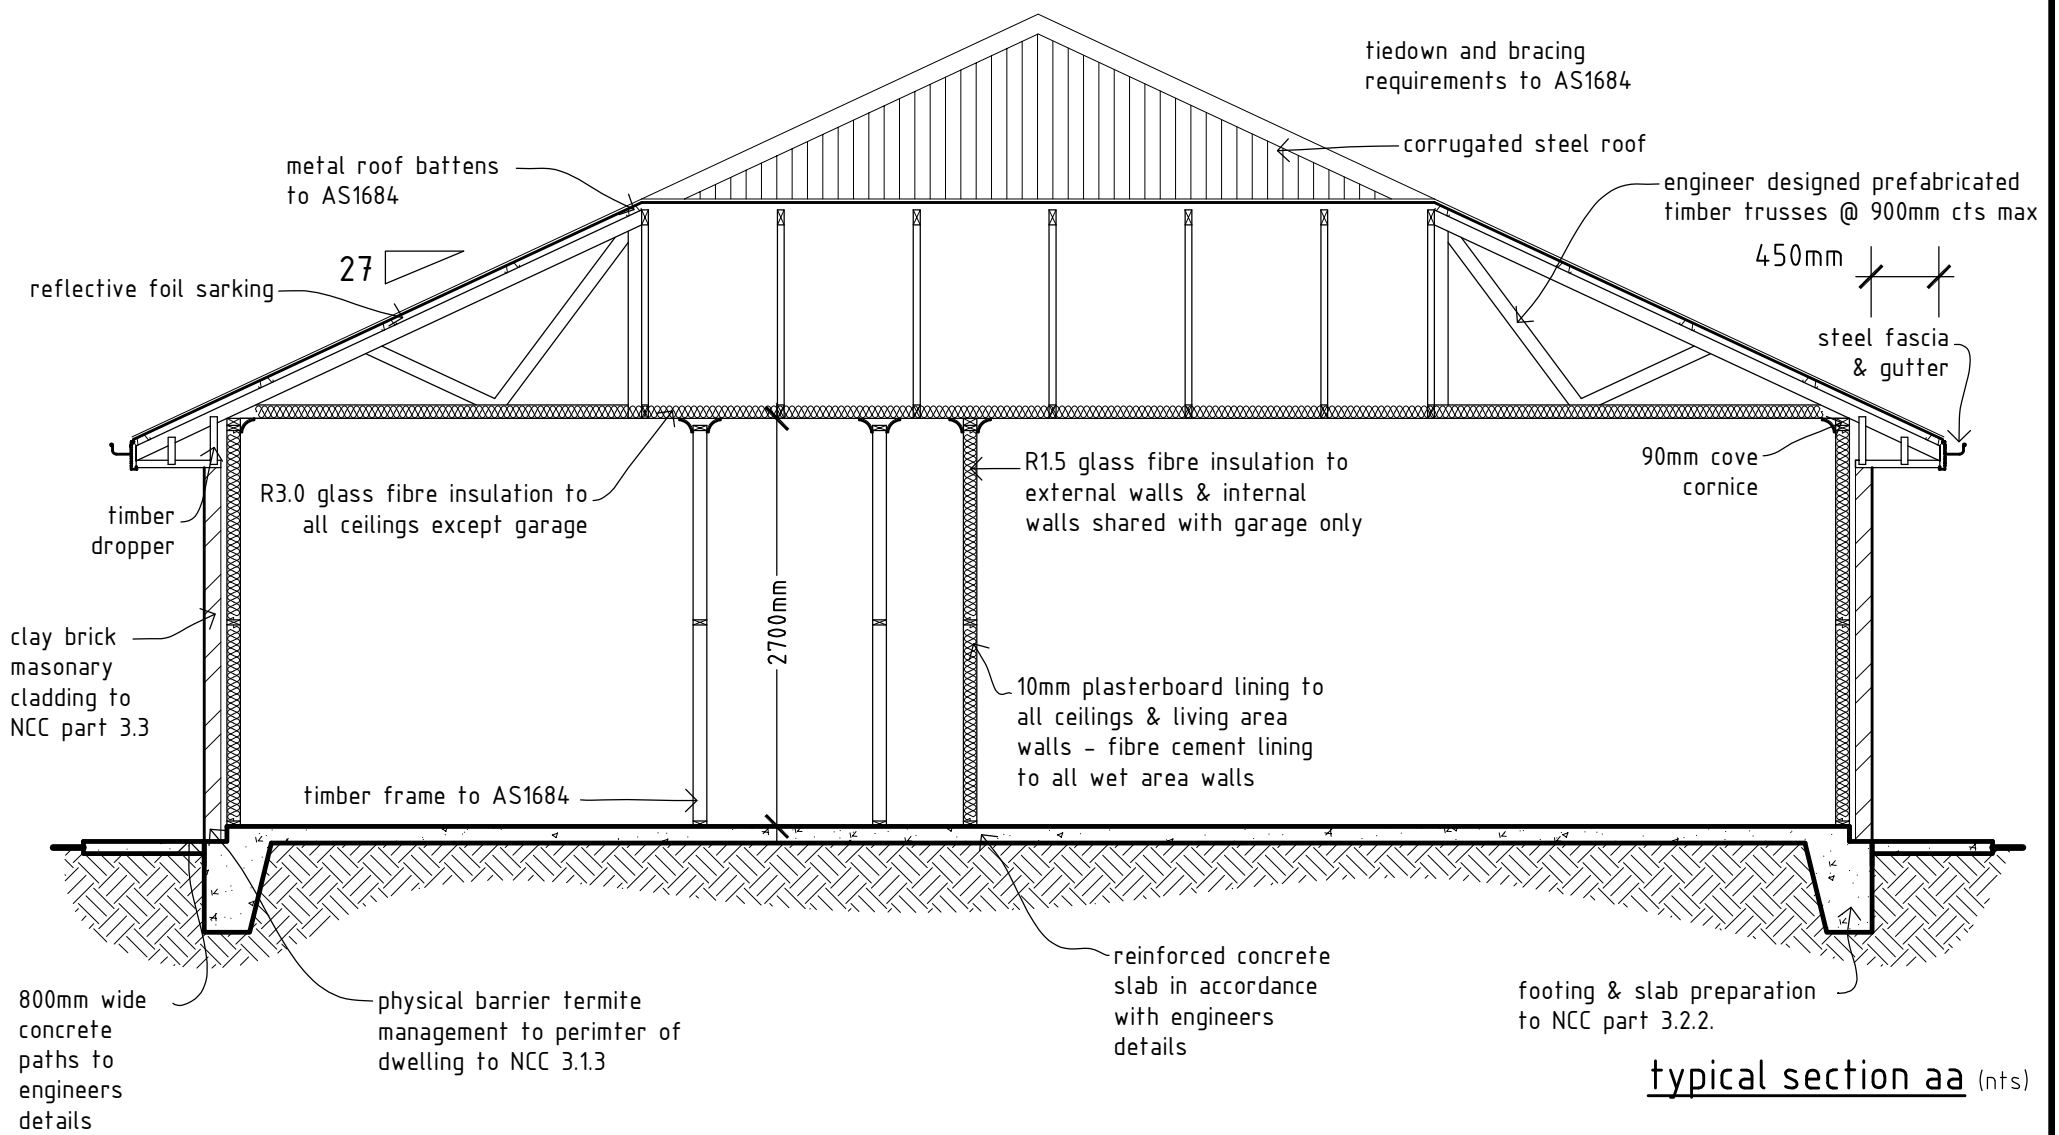 tiedown and bracing
requirements to AS1684
corrugated steel roof
metal roof battens
to AS1684
engineer designed prefabricated
timber trusses @ 900mm cts max
27
450mm
reflective foil sarking
steel fascia
& gutter
R3.0 glass fibre insulation to
all ceilings except garage
R1.5 glass fibre insulation to
external walls & internal
walls shared with garage only
90mm cove
cornice
timber
dropper
2700mm
clay brick
masonary
cladding to
NCC part 3.3
10mm plasterboard lining to
all ceilings & living area
walls - fibre cement lining
to all wet area walls
timber frame to AS1684
800mm wide
concrete
paths to
engineers
details
physical barrier termite
management to perimter of
dwelling to NCC 3.1.3
reinforced concrete
slab in accordance
with engineers
details
footing & slab preparation
to NCC part 3.2.2.
typical section aa (nts)